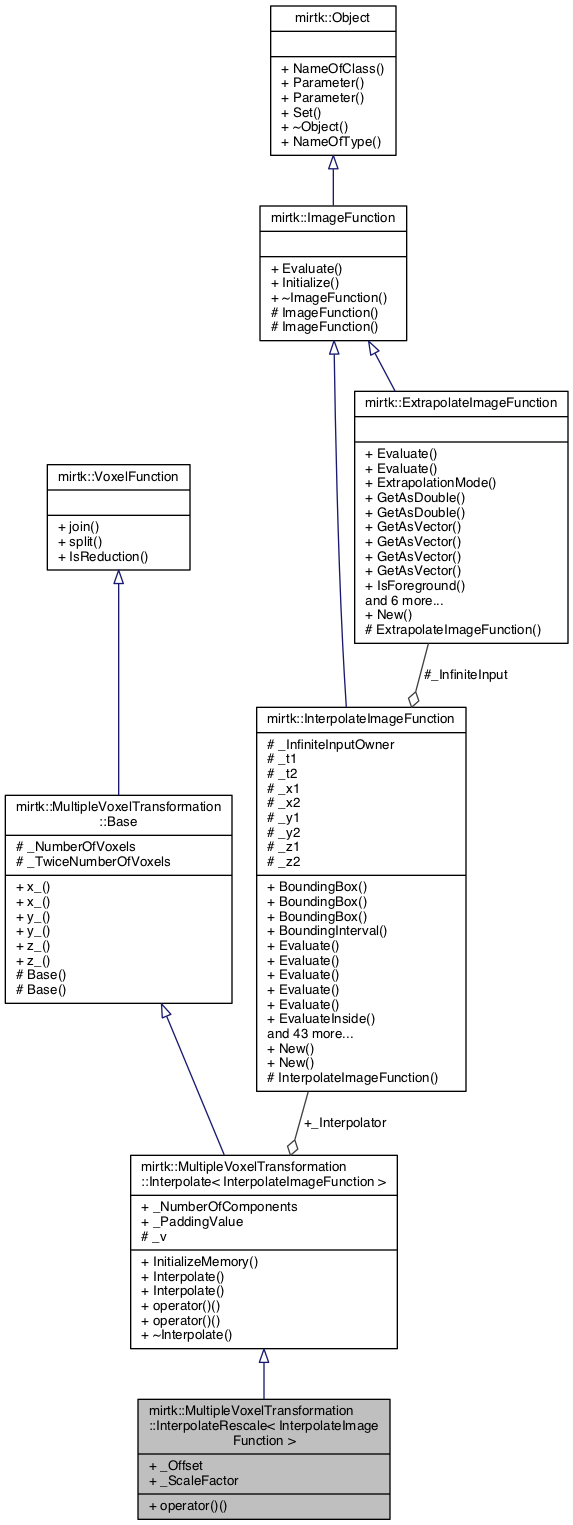 mirtk::Object
+ NameOfClass()
+ Parameter()
+ Parameter()
+ Set()
+ ~Object()
+ NameOfType()
mirtk::ImageFunction
+ Evaluate()
+ Initialize()
+ ~ImageFunction()
# ImageFunction()
# ImageFunction()
mirtk::ExtrapolateImageFunction
+ Evaluate()
+ Evaluate()
+ ExtrapolationMode()
+ GetAsDouble()
+ GetAsDouble()
+ GetAsVector()
+ GetAsVector()
+ GetAsVector()
+ GetAsVector()
+ IsForeground()
and 6 more...
+ New()
# ExtrapolateImageFunction()
mirtk::VoxelFunction
+ join()
+ split()
+ IsReduction()
#_InfiniteInput
mirtk::InterpolateImageFunction
# _InfiniteInputOwner
# _t1
# _t2
# _x1
# _x2
# _y1
# _y2
# _z1
# _z2
+ BoundingBox()
+ BoundingBox()
+ BoundingBox()
+ BoundingInterval()
+ Evaluate()
+ Evaluate()
+ Evaluate()
+ Evaluate()
+ Evaluate()
+ EvaluateInside()
and 43 more...
+ New()
+ New()
# InterpolateImageFunction()
mirtk::MultipleVoxelTransformation
::Base
# _NumberOfVoxels
# _TwiceNumberOfVoxels
+ x_()
+ x_()
+ y_()
+ y_()
+ z_()
+ z_()
# Base()
# Base()
+_Interpolator
mirtk::MultipleVoxelTransformation
::Interpolate< InterpolateImageFunction >
+ _NumberOfComponents
+ _PaddingValue
# _v
+ InitializeMemory()
+ Interpolate()
+ Interpolate()
+ operator()()
+ operator()()
+ ~Interpolate()
mirtk::MultipleVoxelTransformation
::InterpolateRescale< InterpolateImage
Function >
+ _Offset
+ _ScaleFactor
+ operator()()